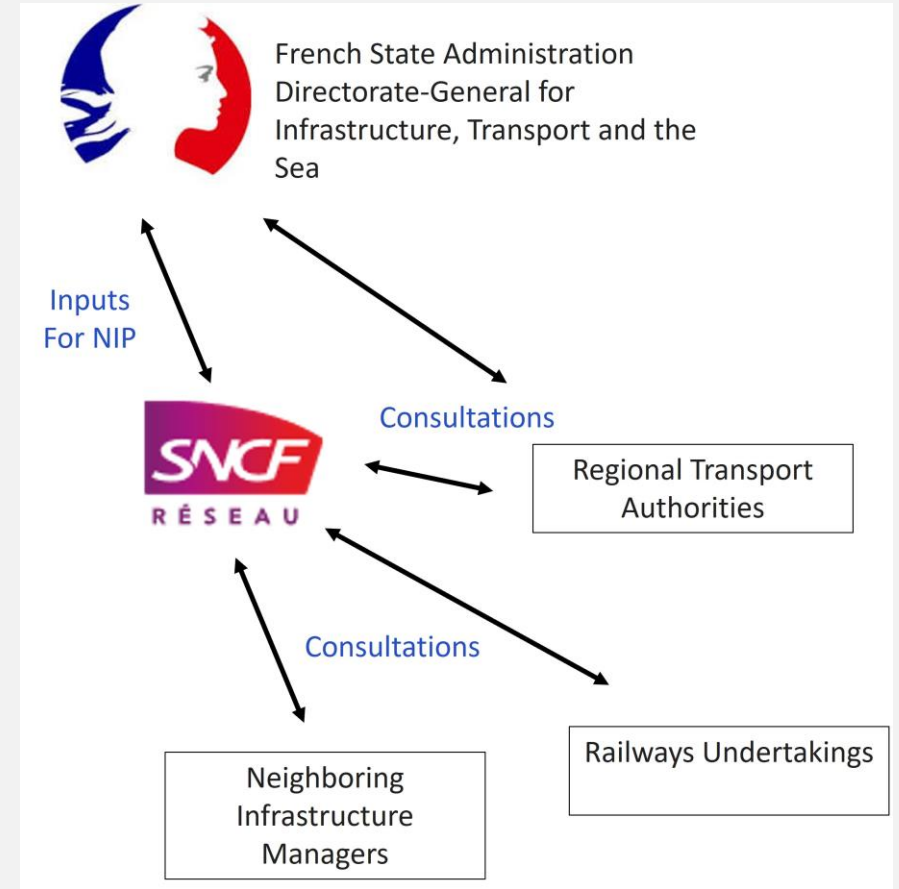 French State Administration
Directorate-General for
Infrastructure, Transport and the
Sea
Inputs
For NIP
Consultations
SNCF
RÉSEAU
Regional Transport
Authorities
Consultations
Railways Undertakings
Neighboring
Infrastructure
Managers